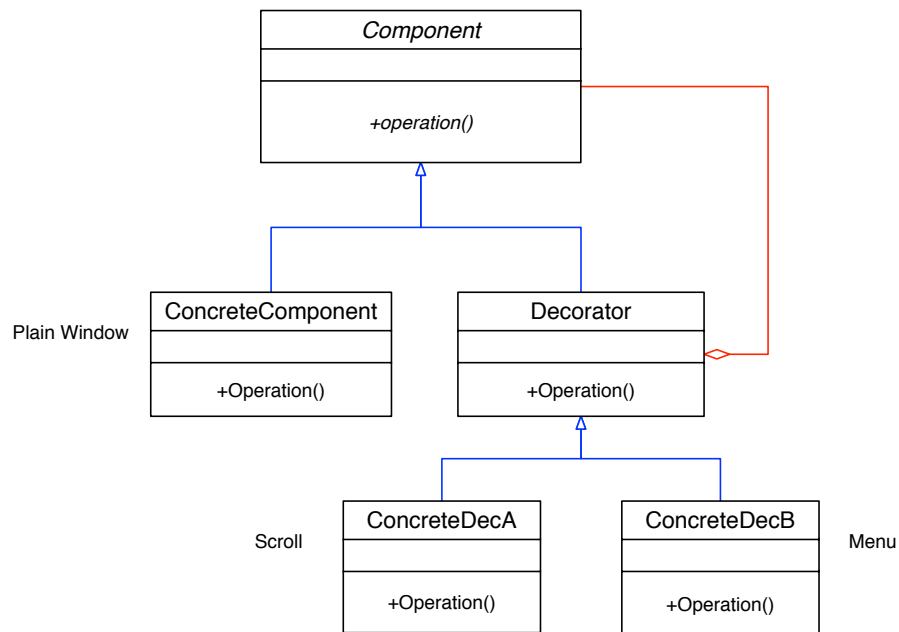 Component
+operation()
ConcreteComponent
Decorator
Plain Window
+Operation()
+Operation()
ConcreteDecA
ConcreteDecB
Scroll
Menu
+Operation()
+Operation()